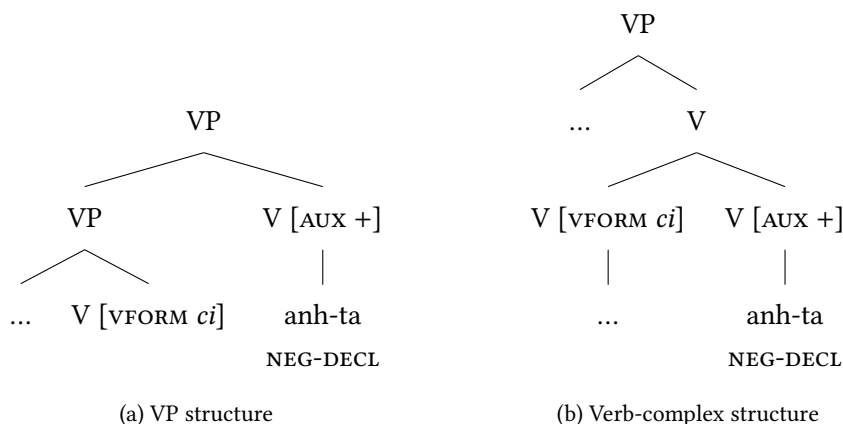 VP
VP
... V
VP V [AUX +] V [VFORM ci] V [AUX +]
... V [VFORM ci] anh-ta ... anh-ta
NEG-DECL NEG-DECL
(a) VP structure (b) Verb-complex structure